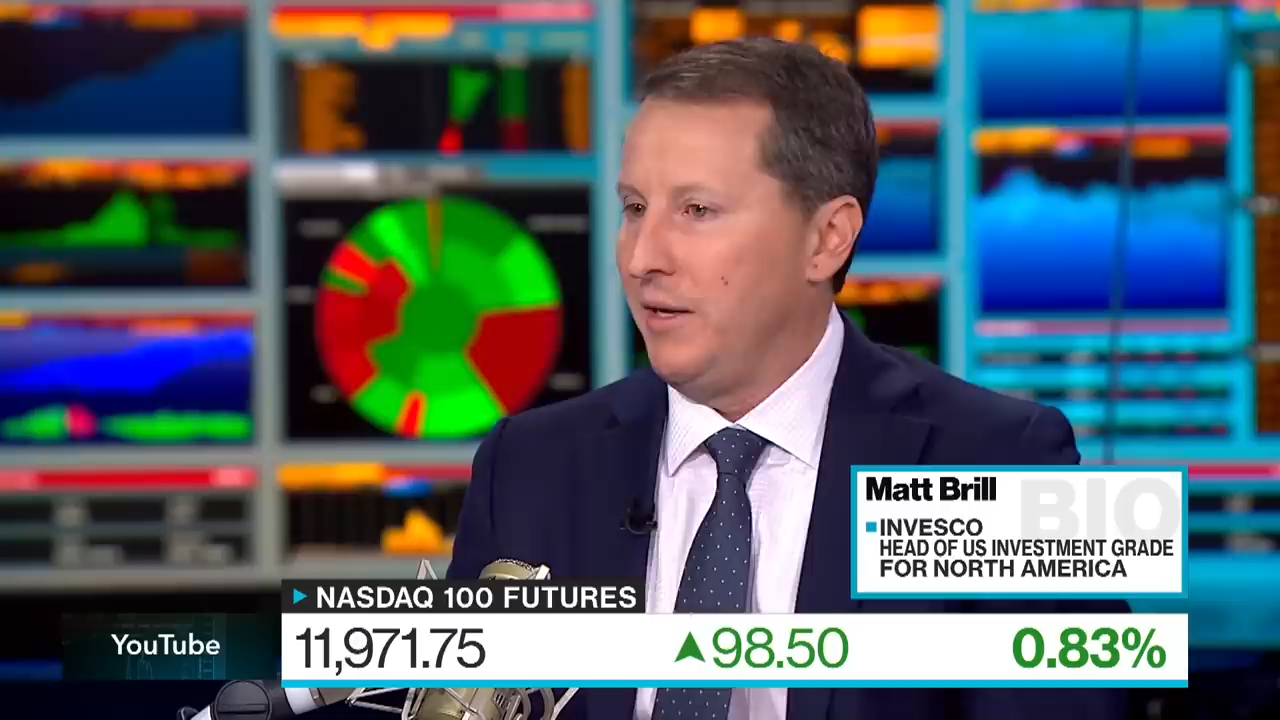 Matt Brill
BIO
INVESCO
HEAD OF US INVESTMENT GRADE
FOR NORTH AMERICA
NASDAQ 100 FUTURES
YouTube
11,971.75 ▲98.50 0.83%